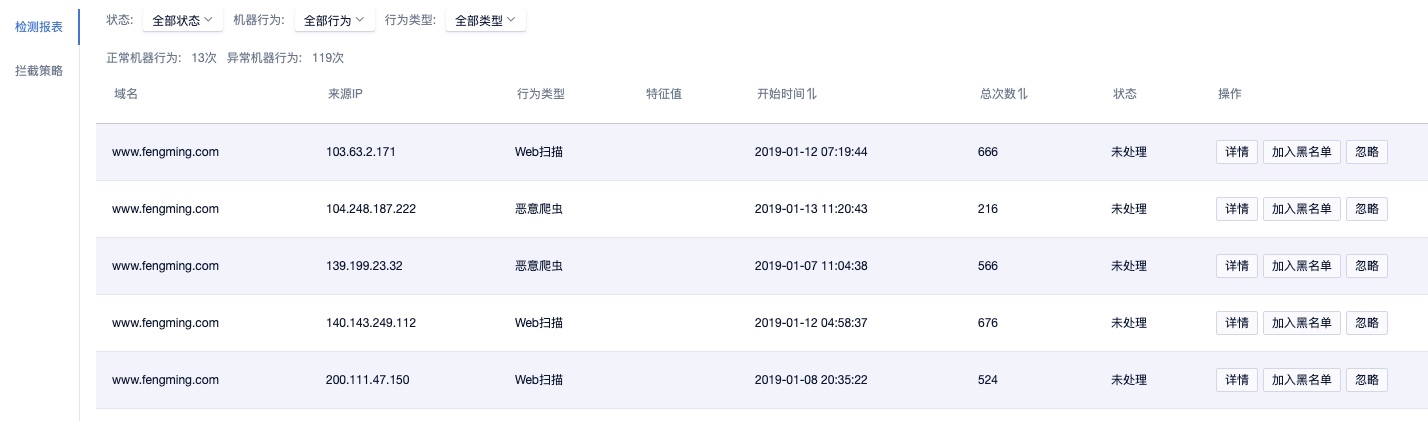 检测报表
拦截策略
状态: 全部状态 机器行为: 全部行为 行为类型: 全部类型
正常机器行为: 13次 异常机器行为: 119次
域名 来源IP 行为类型 特征值 开始时间 总次数 状态 操作
www.fengming.com 103.63.2.171 Web扫描 2019-01-12 07:19:44 666 未处理 详情 加入黑名单 忽略
www.fengming.com 104.248.187.222 恶意爬虫 2019-01-13 11:20:43 216 未处理 详情 加入黑名单 忽略
www.fengming.com 139.199.23.32 恶意爬虫 2019-01-07 11:04:38 566 未处理 详情 加入黑名单 忽略
www.fengming.com 140.143.249.112 Web扫描 2019-01-12 04:58:37 676 未处理 详情 加入黑名单 忽略
www.fengming.com 200.111.47.150 Web扫描 2019-01-08 20:35:22 524 未处理 详情 加入黑名单 忽略